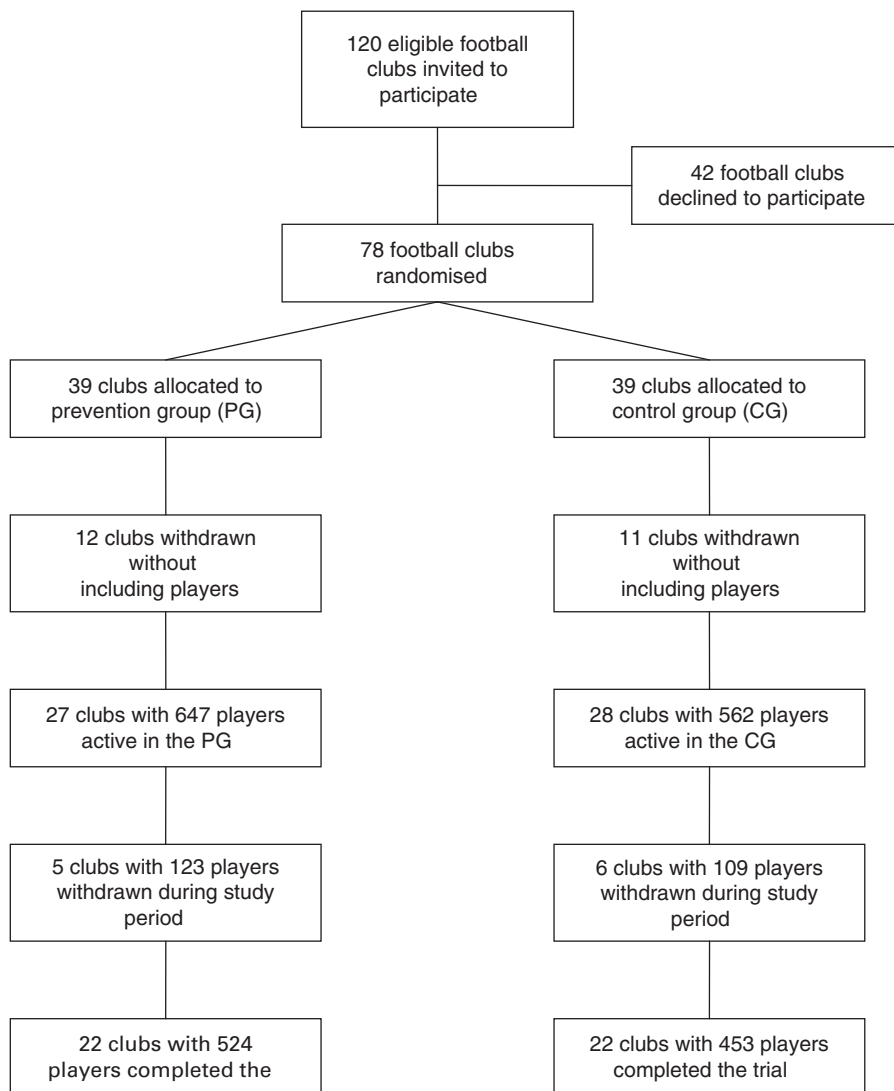 120 eligible football
clubs invited to
participate
42 football clubs
declined to participate
78 football clubs
randomised
39 clubs allocated to
prevention group (PG)
39 clubs allocated to
control group (CG)
12 clubs withdrawn
without
including players
11 clubs withdrawn
without
including players
27 clubs with 647 players
active in the PG
28 clubs with 562 players
active in the CG
5 clubs with 123 players
withdrawn during study
period
6 clubs with 109 players
withdrawn during study
period
22 clubs with 524
players completed the
22 clubs with 453 players
completed the trial